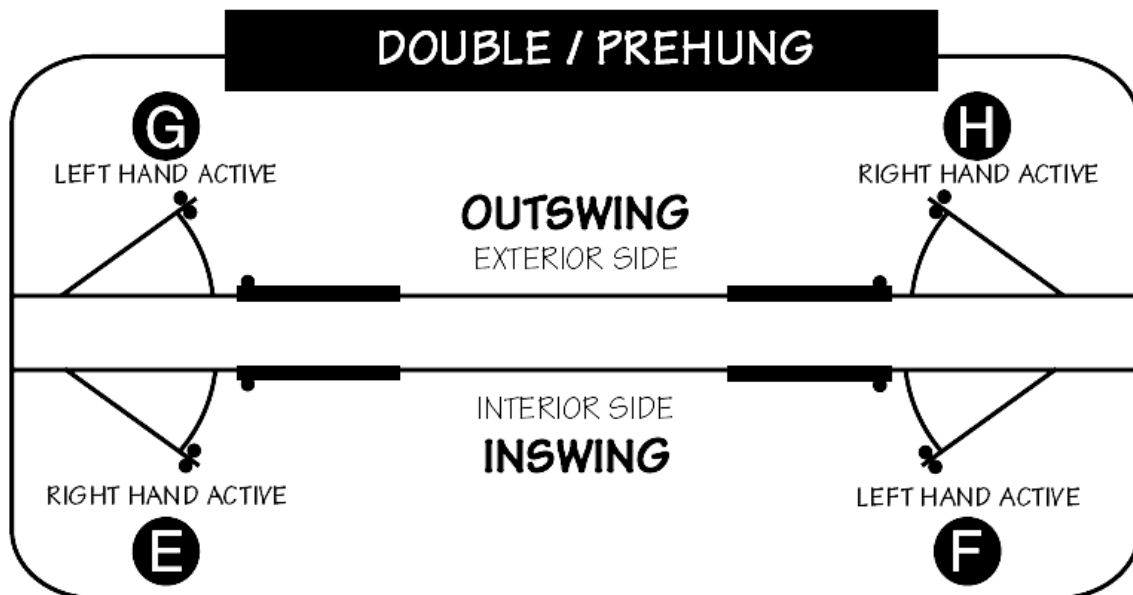 DOUBLE / PREHUNG
G
H
LEFT HAND ACTIVE
RIGHT HAND ACTIVE
OUTSWING
EXTERIOR SIDE
INTERIOR SIDE
INSWING
RIGHT HAND ACTIVE
LEFT HAND ACTIVE
E
F